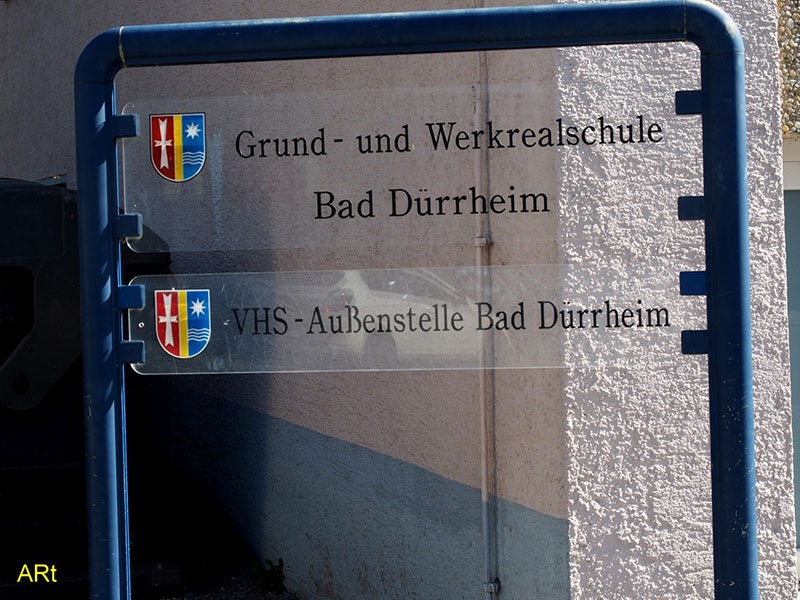 Grund- und Werkrealschule
Bad Dürrheim
VHS-Außenstelle Bad Dürrheim
ARt